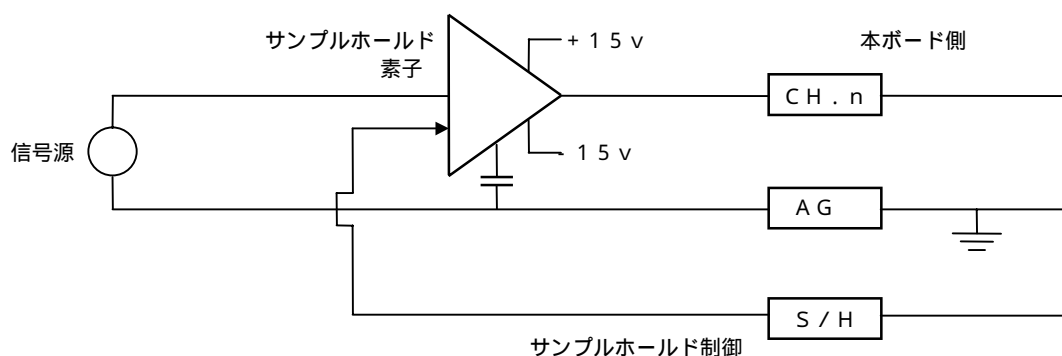 サンプルホールド
素子
+15v
本ボード側
CH.n
信号源
- 15v
AG
S/H
サンプルホールド制御